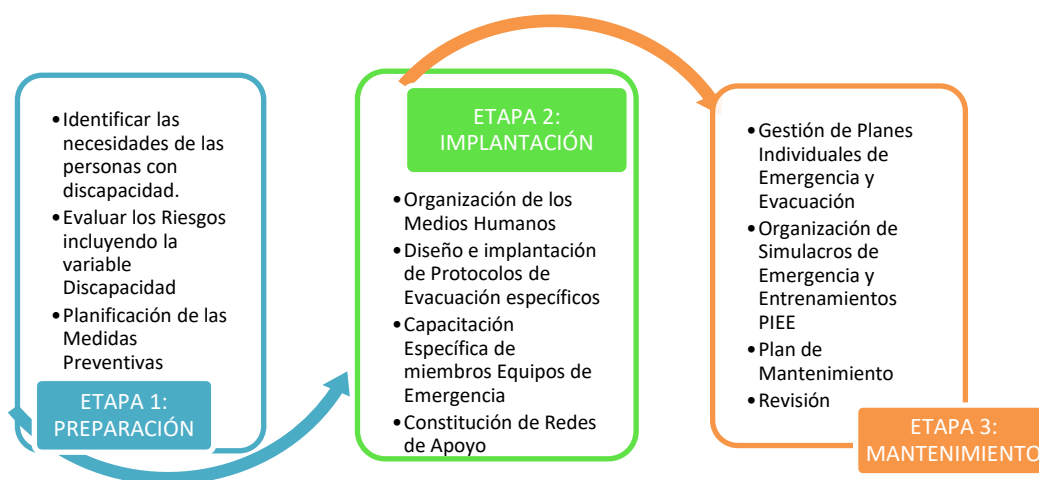 •Identificar las
necesidades de las
personas con
discapacidad.
•Evaluar los Riesgos
incluyendo la
variable
Discapacidad
•Planificación de las
Medidas
Preventivas
ETAPA 1:
PREPARACIÓN
ETAPA 2:
IMPLANTACIÓN
•Organización de los
Medios Humanos
•Diseño e implantación
de Protocolos de
Evacuación específicos
•Capacitación
Específica de
miembros Equipos de
Emergencia
•Constitución de Redes
de Apoyo
•Gestión de Planes
Individuales de
Emergencia y
Evacuación
•Organización de
Simulacros de
Emergencia y
Entrenamientos
PIEE
•Plan de
Mantenimiento
•Revisión
ETAPA 3:
MANTENIMIENTO